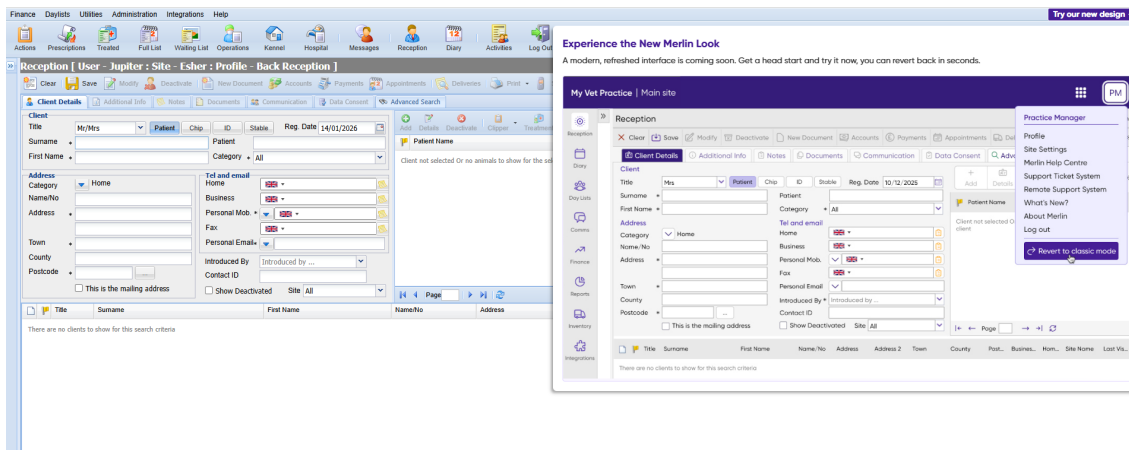 Finance Daylists Utilities Administration Integrations Help
Try our new design
Actions Prescriptions Treated Full List Waiting List Operations Kennel Hospital Messages Reception Diary Activities Log Out
Reception [ User - Jupiter : Site - Esher : Profile - Back Reception ]
Clear Save Modify Deactivate New Document Accounts Payments Appointments Deliveries Print
Client Details Additional Info Notes Documents Communication Data Consent Advanced Search
Client
Title Mr/Mrs Patient Chip ID Stable Reg. Date 14/01/2026
Surname Patient
First Name Category All
Address Tel and email
Category Home Home
Name/No Business
Address Personal Mob.
Fax
Town Personal Email
County Introduced By Introduced by ...
Postcode ... Contact ID
This is the mailing address Show Deactivated Site All
Add Details Deactivate Clipper Treatment
Patient Name
Client not selected Or no animals to show for the sel
Page
Title Surname First Name Name/No Address
There are no clients to show for this search criteria
Experience the New Merlin Look
A modern, refreshed interface is coming soon. Get a head start and try it now, you can revert back in seconds.
My Vet Practice | Main site PM
Reception
Diary
Day Lists
Comms
Finance
Reports
Inventory
Integrations
Reception
Clear Save Modify Deactivate New Document Accounts Payments Appointments Del
Client Details Additional Info Notes Documents Communication Data Consent Adv
Client
Title Mrs Patient Chip ID Stable Reg. Date 10/12/2025
Surname Patient
First Name Category All
Address Tel and email
Category Home Home
Name/No Business
Address Personal Mob.
Fax
Town Personal Email
County Introduced By Introduced by ...
Postcode ... Contact ID
This is the mailing address Show Deactivated Site All
Add Details
Patient Name
Client not selected O
client
Page
Title Surname First Name Name/No Address Address 2 Town County Post... Busines... Hom... Site Name Last Vis...
There are no clients to show for this search criteria
Practice Manager
Profile
Site Settings
Merlin Help Centre
Support Ticket System
Remote Support System
What's New?
About Merlin
Log out
Revert to classic mode